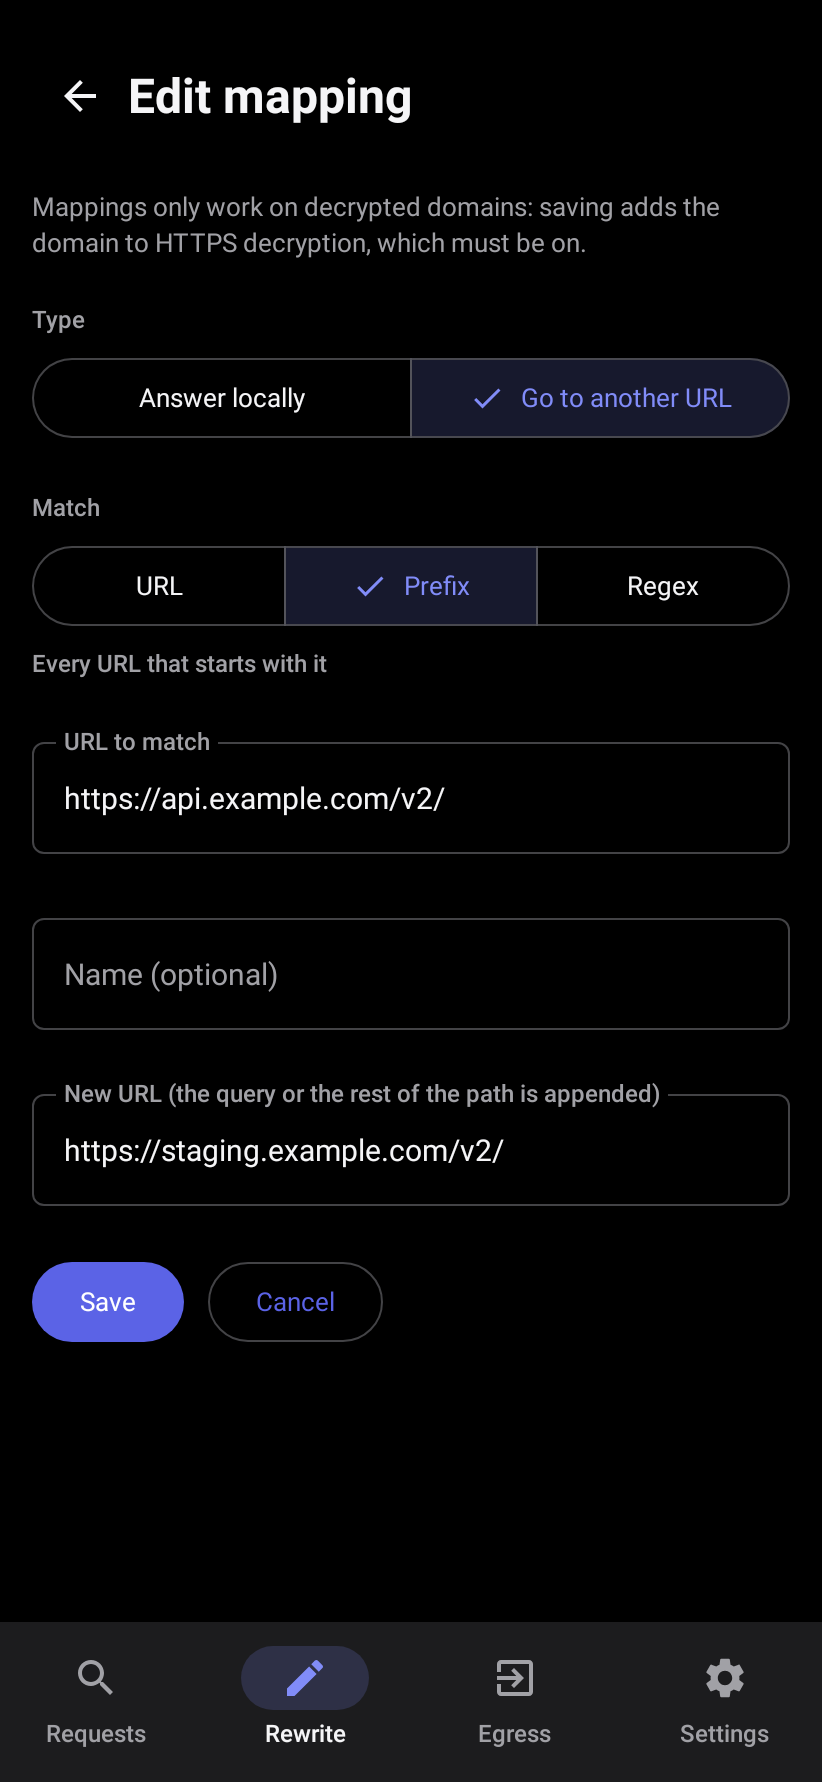 Edit mapping
Mappings only work on decrypted domains: saving adds the
domain to HTTPS decryption, which must be on.
Type
Answer locally
Go to another URL
Match
URL
Prefix
Regex
Every URL that starts with it
URL to match
https://api.example.com/v2/
Name (optional)
New URL (the query or the rest of the path is appended)
https://staging.example.com/v2/
Save
Cancel
Requests
Rewrite
Egress
Settings